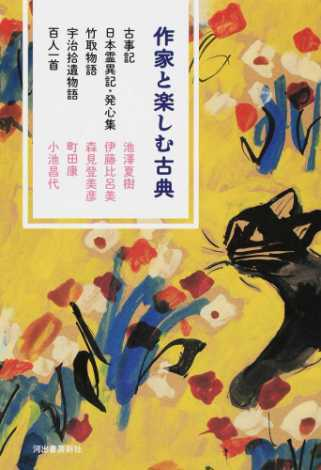 作家と楽しむ古典
古事記 池澤夏樹
日本霊異記・発心集 伊藤比呂美
竹取物語 森見登美彦
宇治拾遺物語 町田康
百人一首 小池昌代
河出書房新社